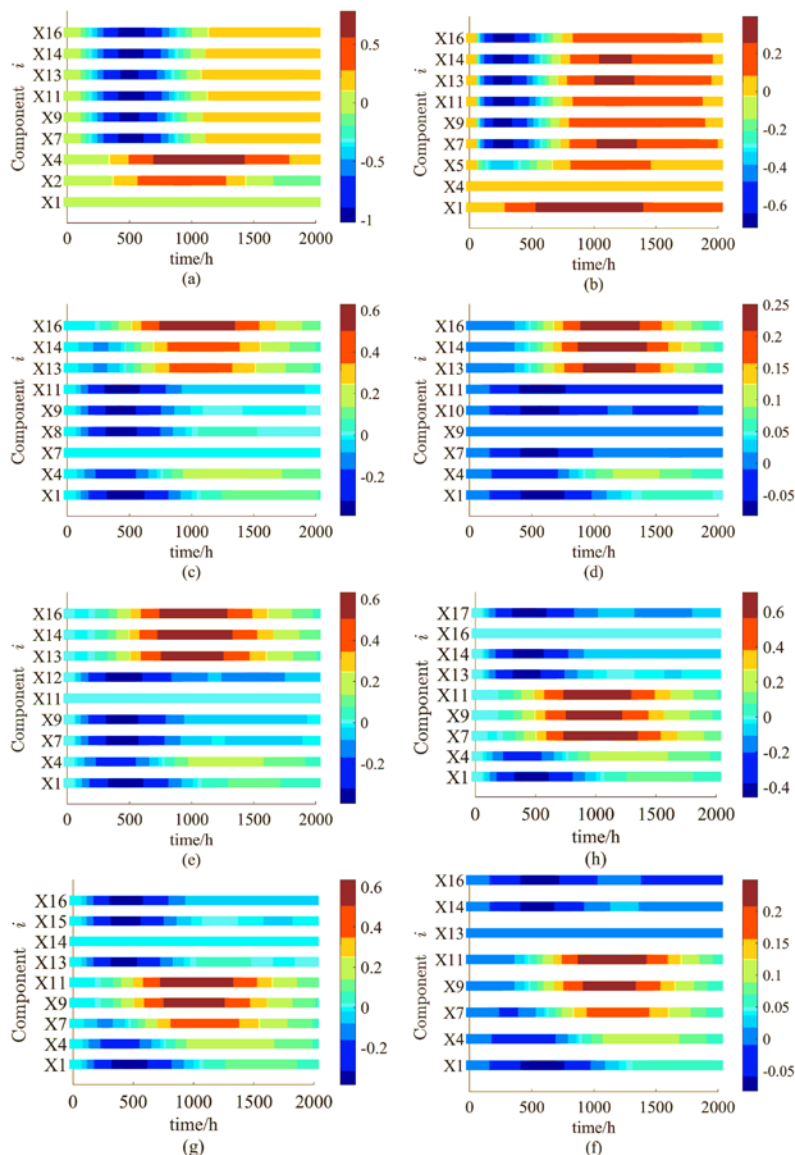 X16
X14
X13
X11
X9
X7
X4
X2
X1
Component i
0 500 1000 1500 2000
time/h
(a)
0.5
0
-0.5
-1
X16
X14
X13
X11
X9
X7
X5
X4
X1
Component i
0 500 1000 1500 2000
time/h
(b)
0.2
0
-0.2
-0.4
-0.6
X16
X14
X13
X11
X9
X8
X7
X4
X1
Component i
0 500 1000 1500 2000
time/h
(c)
0.6
0.4
0.2
0
-0.2
X16
X14
X13
X11
X10
X9
X7
X4
X1
Component i
0 500 1000 1500 2000
time/h
(d)
0.25
0.2
0.15
0.1
0.05
0
-0.05
X16
X14
X13
X12
X11
X9
X7
X4
X1
Component i
0 500 1000 1500 2000
time/h
(e)
0.6
0.4
0.2
0
-0.2
X17
X16
X14
X13
X11
X9
X7
X4
X1
Component i
0 500 1000 1500 2000
time/h
(h)
0.6
0.4
0.2
0
-0.2
-0.4
X16
X15
X14
X13
X11
X9
X7
X4
X1
Component i
0 500 1000 1500 2000
time/h
(g)
0.6
0.4
0.2
0
-0.2
X16
X14
X13
X11
X9
X7
X4
X1
Component i
0 500 1000 1500 2000
time/h
(f)
0.2
0.15
0.1
0.05
0
-0.05